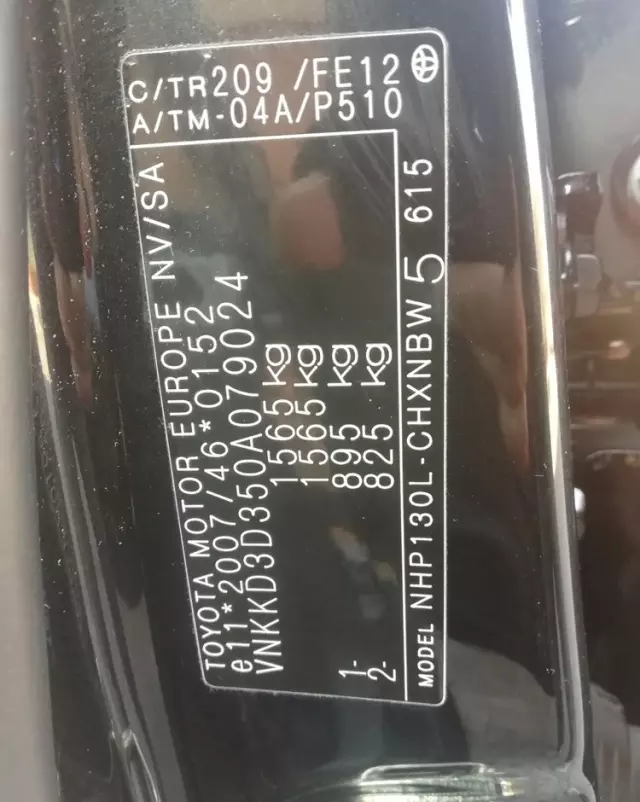 C/TR209 /FE12
A/TM-04A/P510
TOYOTA MOTOR EUROPE NV/SA
e11*2007/46*0152
VNKKD3D350A079024
1565 kg
1565 kg
1- 895 kg
2- 825 kg
MODEL NHP130L-CHXNBW 5 615